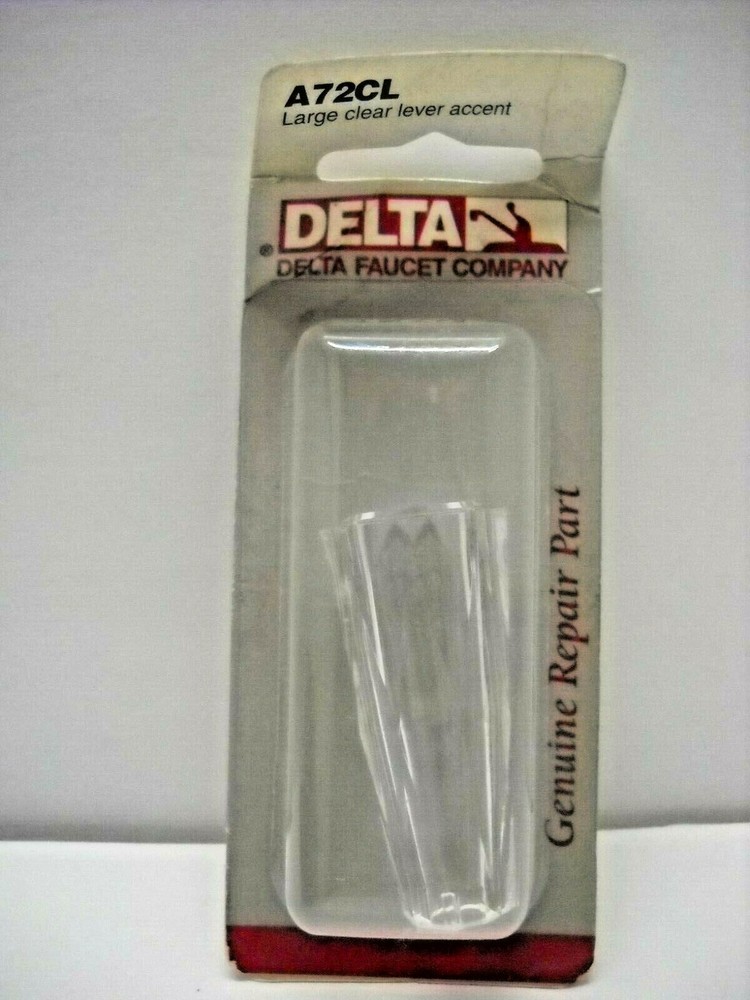 A72CL
Large clear lever accent
DELTA
®
DELTA FAUCET COMPANY
Genuine Repair Part